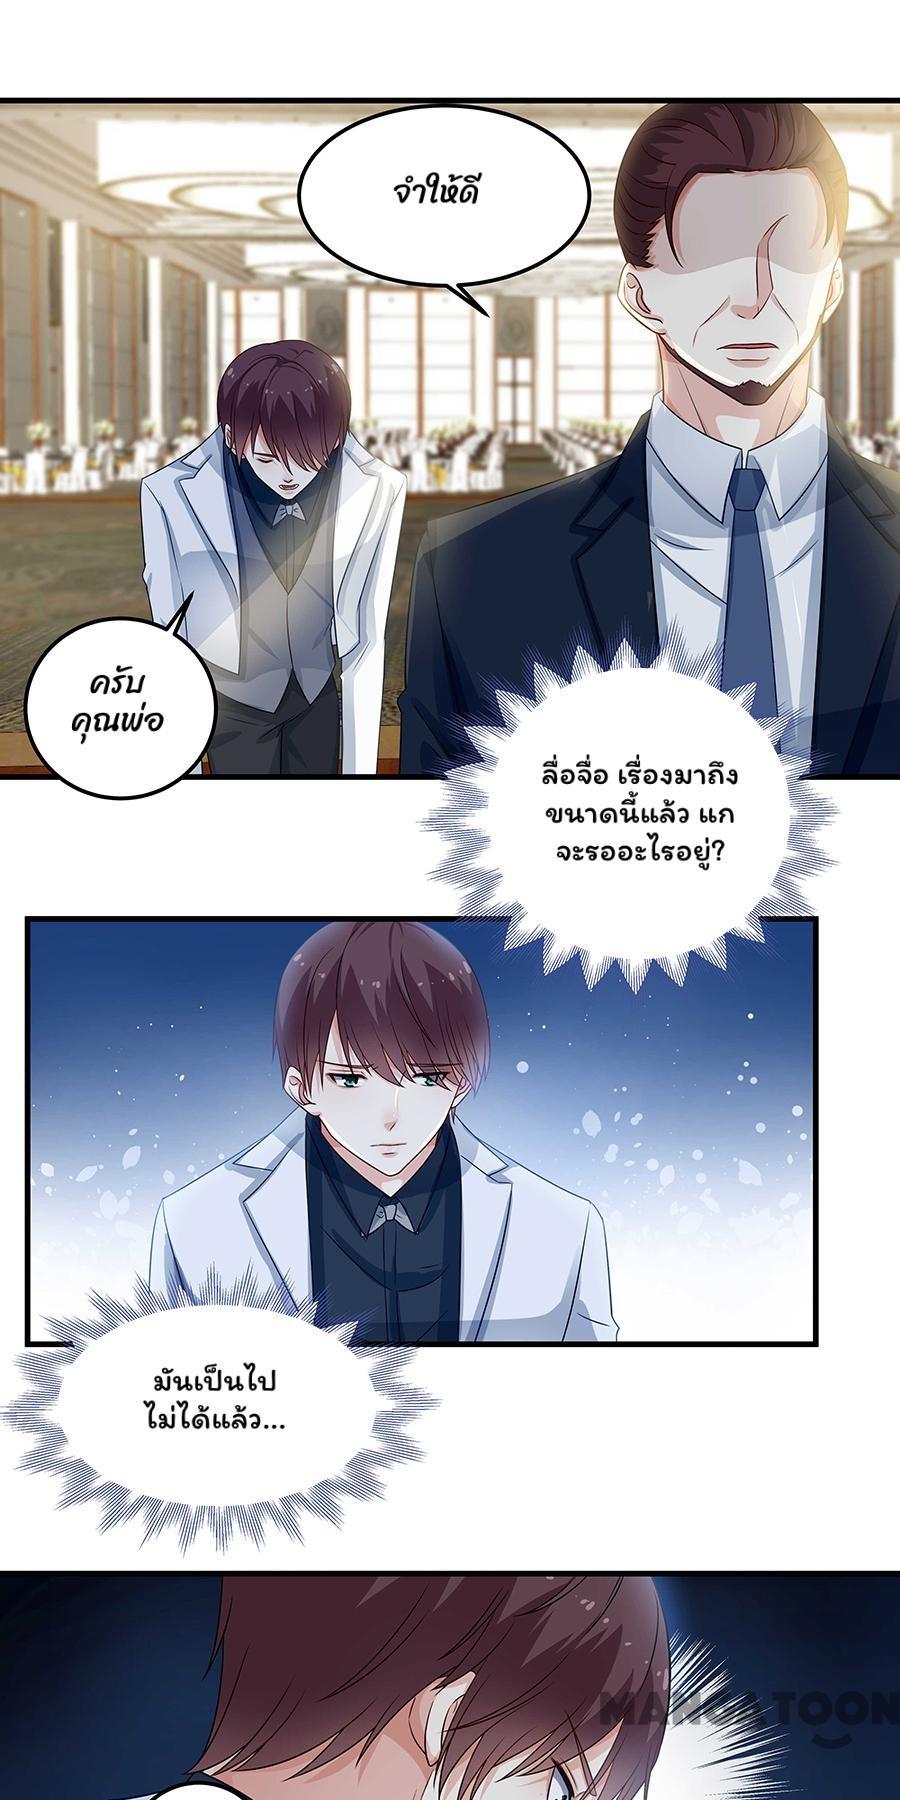 จำให้ดี
ครับ
คุณพ่อ
ลื่อจื่อ เรื่องมาถึง
ขนาดนี้แล้ว แก
จะรออะไรอยู่?
มันเป็นไป
ไม่ได้แล้ว...
MANGATOON